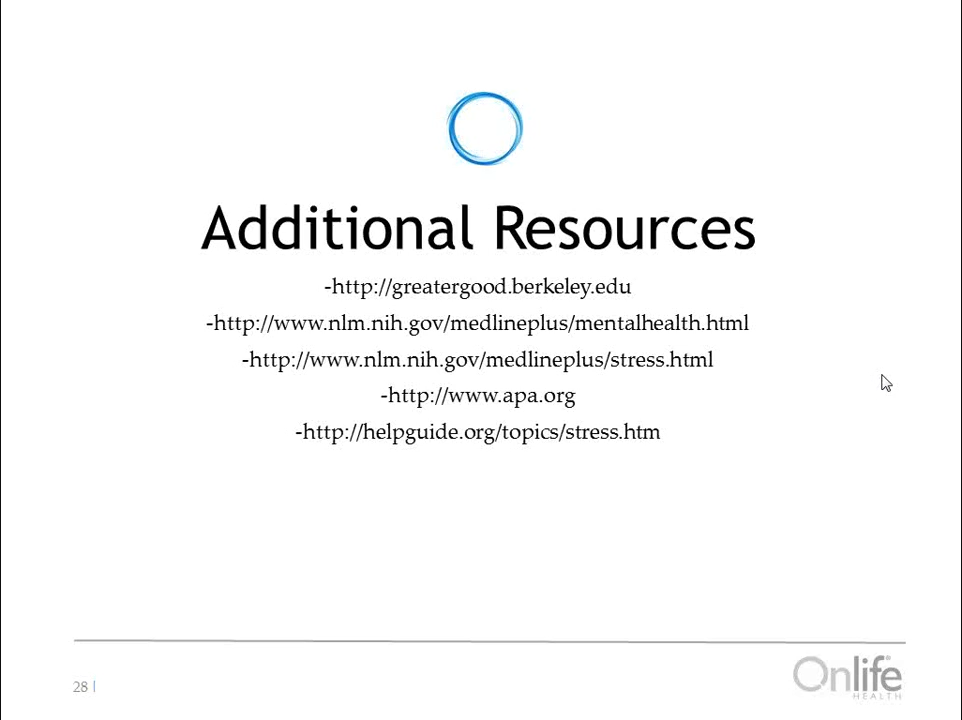 Additional Resources
-http://greatergood.berkeley.edu
-http://www.nlm.nih.gov/medlineplus/mentalhealth.html
-http://www.nlm.nih.gov/medlineplus/stress.html
-http://www.apa.org
-http://helpguide.org/topics/stress.htm
28 |
Onlife
HEALTH